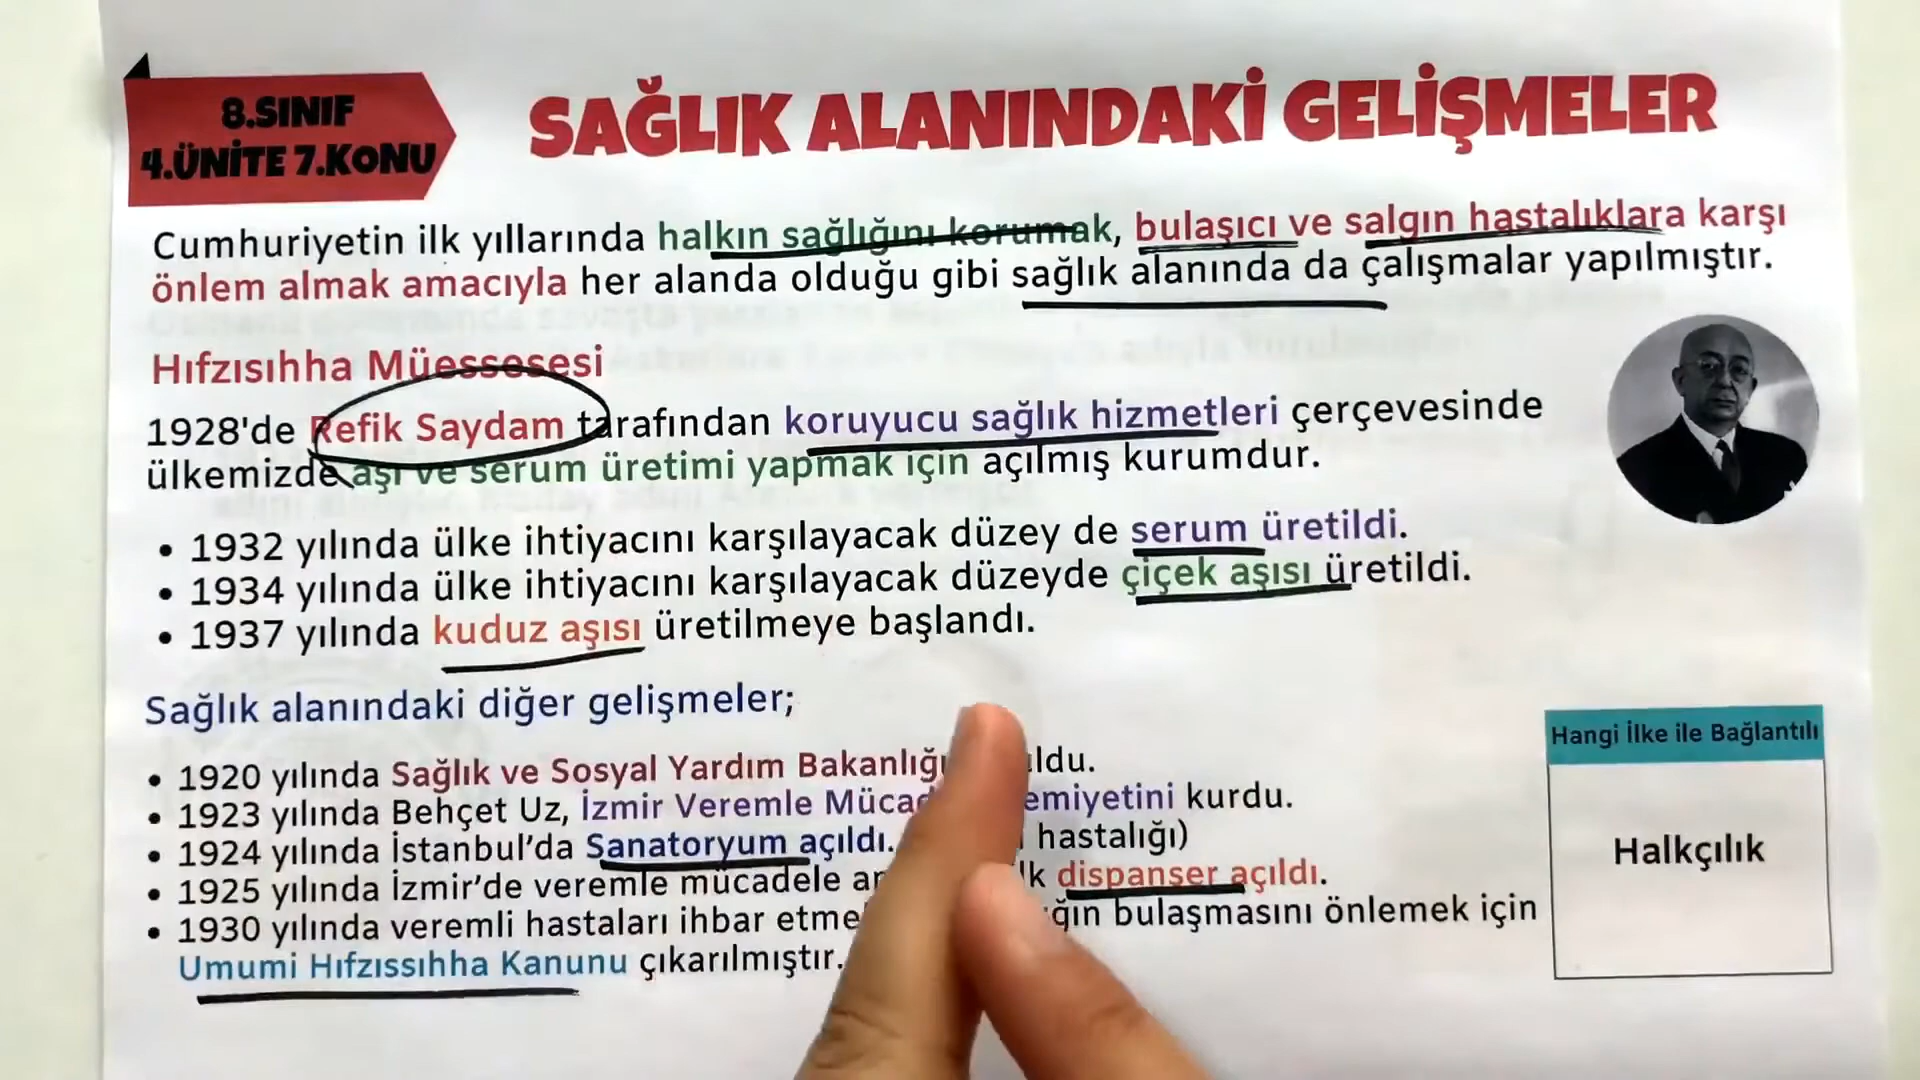 8.SINIF
4.ÜNİTE 7.KONU
SAĞLIK ALANINDAKİ GELİŞMELER
Cumhuriyetin ilk yıllarında halkın sağlığını korumak, bulaşıcı ve salgın hastalıklara karşı
önlem almak amacıyla her alanda olduğu gibi sağlık alanında da çalışmalar yapılmıştır.
Hıfzısıhha Müessesesi
1928'de Refik Saydam tarafından koruyucu sağlık hizmetleri çerçevesinde
ülkemizde aşı ve serum üretimi yapmak için açılmış kurumdur.
• 1932 yılında ülke ihtiyacını karşılayacak düzey de serum üretildi.
• 1934 yılında ülke ihtiyacını karşılayacak düzeyde çiçek aşısı üretildi.
• 1937 yılında kuduz aşısı üretilmeye başlandı.
Sağlık alanındaki diğer gelişmeler;
• 1920 yılında Sağlık ve Sosyal Yardım
• 1923 yılında Behçet Uz, İzmir Veremle kurdu.
• 1924 yılında İstanbul’da Sanatoryum açıldı. hastalığı)
• 1925 yılında İzmir’de veremle mücadele dispanser açıldı.
• 1930 yılında veremli hastaları ihbar bulaşmasını önlemek için
Umumi Hıfzıssıhha Kanunu çıkarılmıştır.
Hangi İlke ile Bağlantılı
Halkçılık